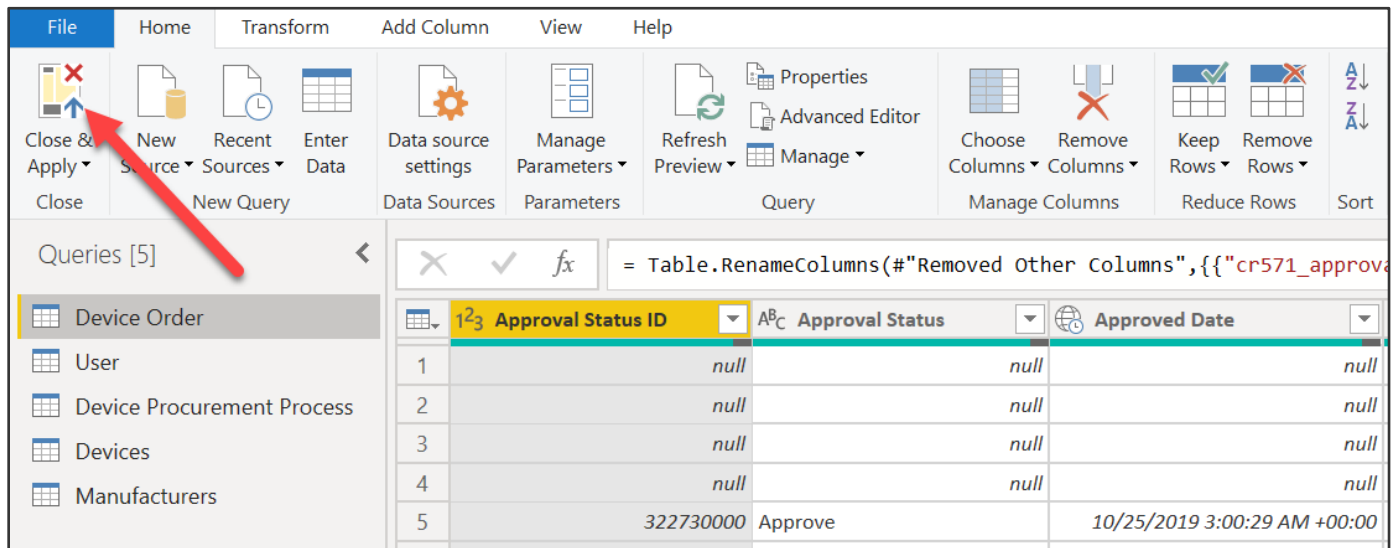 File Home Transform Add Column View Help
Properties
Advanced Editor
Manage
Close & Apply
New Source
Recent Sources
Enter Data
Data source settings
Manage Parameters
Refresh Preview
Choose Columns
Remove Columns
Keep Rows
Remove Rows
A Z
Z A
Close New Query Data Sources Parameters Query Manage Columns Reduce Rows Sort
Queries [5]
fx = Table.RenameColumns(#"Removed Other Columns",{{"cr571_approva
Device Order
User
Device Procurement Process
Devices
Manufacturers
123 Approval Status ID ABC Approval Status Approved Date
1 null null null
2 null null null
3 null null null
4 null null null
5 322730000 Approve 10/25/2019 3:00:29 AM +00:00